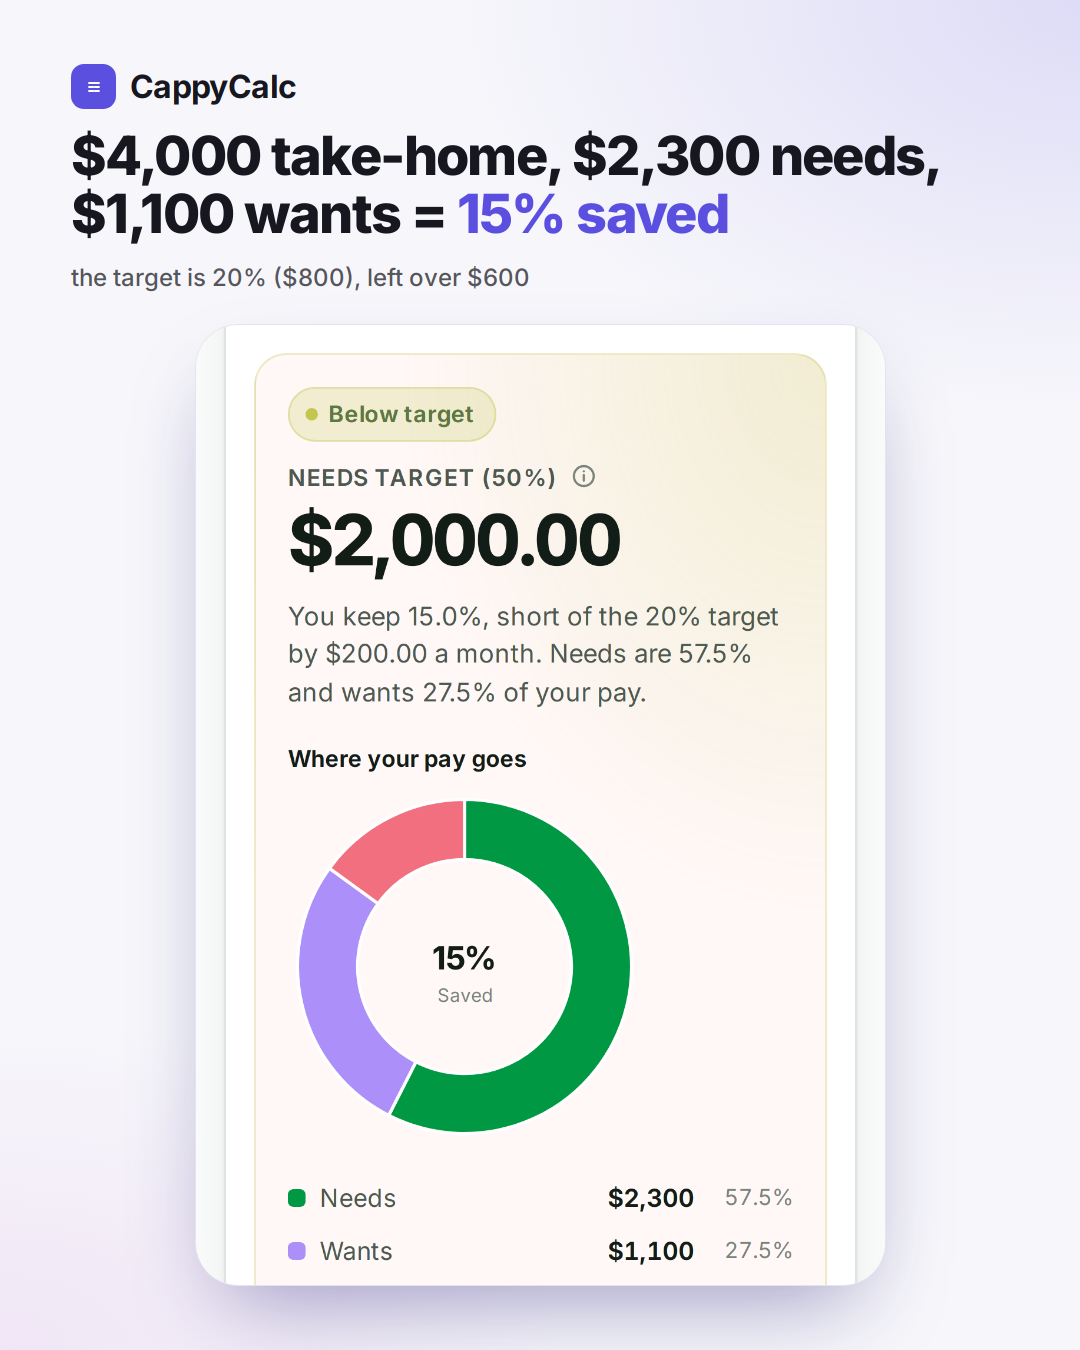 CappyCalc
$4,000 take-home, $2,300 needs,
$1,100 wants = 15% saved
the target is 20% ($800), left over $600
Below target
NEEDS TARGET (50%)
$2,000.00
You keep 15.0%, short of the 20% target
by $200.00 a month. Needs are 57.5%
and wants 27.5% of your pay.
Where your pay goes
15%
Saved
Needs $2,300 57.5%
Wants $1,100 27.5%